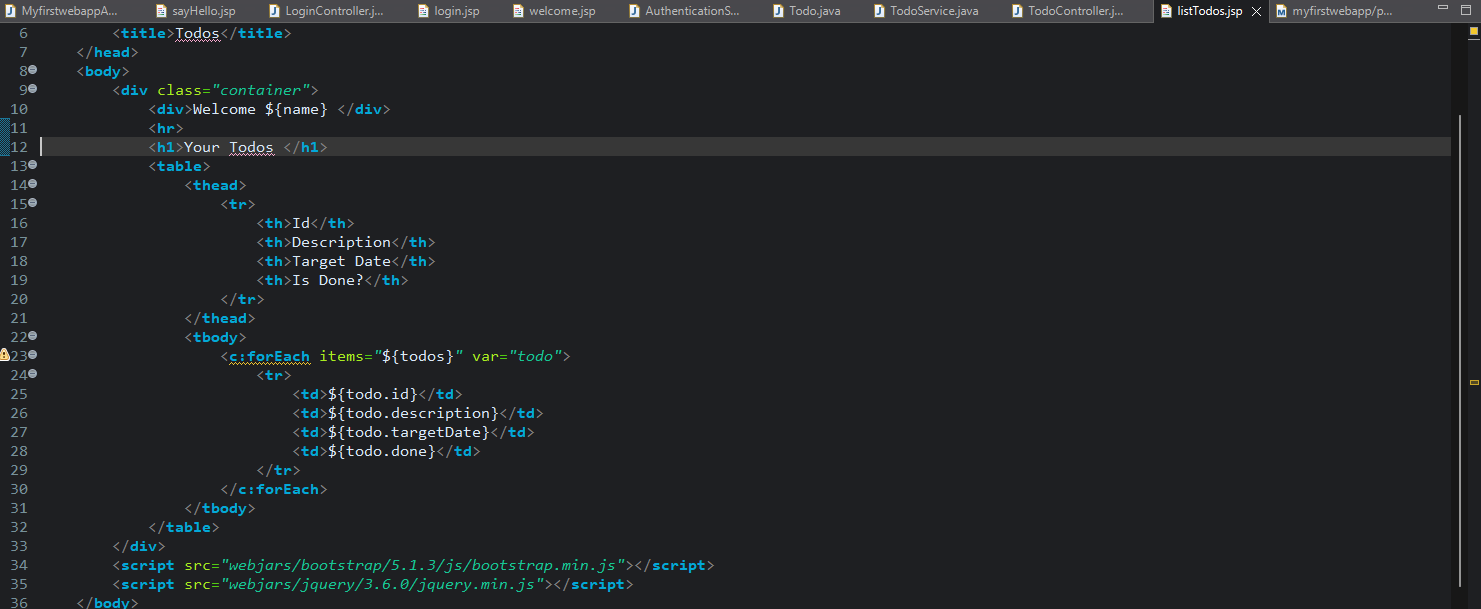 MyfirstwebappA... sayHello.jsp LoginController.j... login.jsp welcome.jsp AuthenticationS... Todo.java TodoService.java TodoController.j... listTodos.jsp myfirstwebapp/p...
6 <title>Todos</title>
7 </head>
8 <body>
9 <div class="container">
10 <div>Welcome ${name} </div>
11 <hr>
12 <h1>Your Todos </h1>
13 <table>
14 <thead>
15 <tr>
16 <th>Id</th>
17 <th>Description</th>
18 <th>Target Date</th>
19 <th>Is Done?</th>
20 </tr>
21 </thead>
22 <tbody>
23 <c:forEach items="${todos}" var="todo">
24 <tr>
25 <td>${todo.id}</td>
26 <td>${todo.description}</td>
27 <td>${todo.targetDate}</td>
28 <td>${todo.done}</td>
29 </tr>
30 </c:forEach>
31 </tbody>
32 </table>
33 </div>
34 <script src="webjars/bootstrap/5.1.3/js/bootstrap.min.js"></script>
35 <script src="webjars/jquery/3.6.0/jquery.min.js"></script>
36 </body>